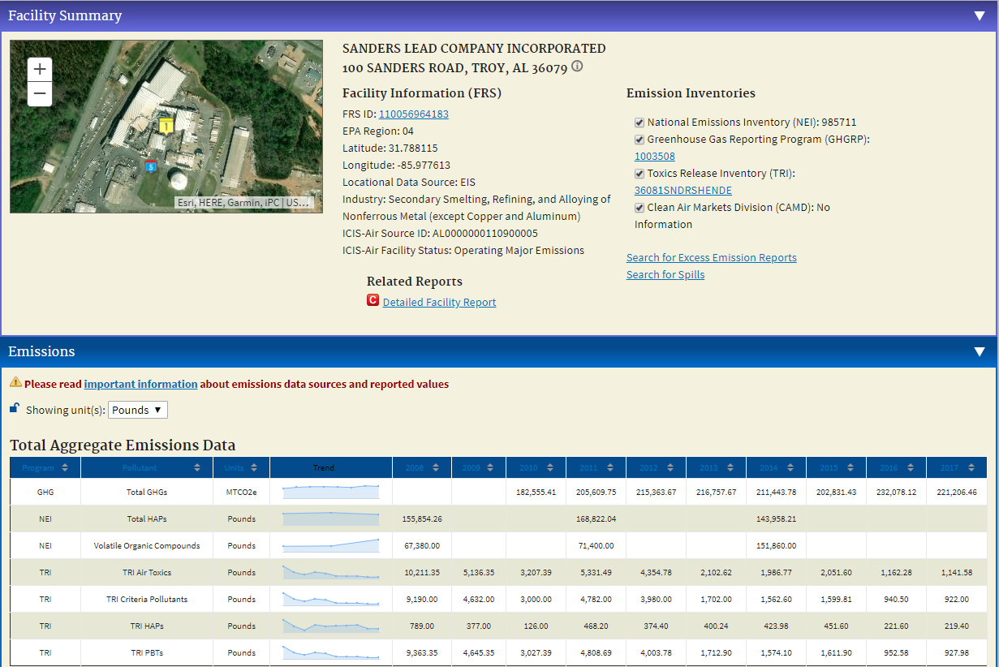 Facility Summary ▼
+
−
1
5
Esri, HERE, Garmin, iPC | US...
SANDERS LEAD COMPANY INCORPORATED
100 SANDERS ROAD, TROY, AL 36079
Facility Information (FRS)
FRS ID: 110056964183
EPA Region: 04
Latitude: 31.788115
Longitude: -85.977613
Locational Data Source: EIS
Industry: Secondary Smelting, Refining, and Alloying of
Nonferrous Metal (except Copper and Aluminum)
ICIS-Air Source ID: AL0000000110900005
ICIS-Air Facility Status: Operating Major Emissions
Related Reports
C Detailed Facility Report
Emission Inventories
National Emissions Inventory (NEI): 985711
Greenhouse Gas Reporting Program (GHGRP):
1003508
Toxics Release Inventory (TRI):
36081SNDRSHENDE
Clean Air Markets Division (CAMD): No
Information
Search for Excess Emission Reports
Search for Spills
Emissions ▼
Please read important information about emissions data sources and reported values
Showing unit(s): Pounds ▼
Total Aggregate Emissions Data
Program Pollutant Units Trend 2008 2009 2010 2011 2012 2013 2014 2015 2016 2017
GHG Total GHGs MTCO2e 182,555.41 205,609.75 215,363.67 216,757.67 211,443.78 202,831.43 232,078.12 221,206.46
NEI Total HAPs Pounds 155,854.26 168,822.04 143,958.21
NEI Volatile Organic Compounds Pounds 67,380.00 71,400.00 151,860.00
TRI TRI Air Toxics Pounds 10,211.35 5,136.35 3,207.39 5,331.49 4,354.78 2,102.62 1,986.77 2,051.60 1,162.28 1,141.58
TRI TRI Criteria Pollutants Pounds 9,190.00 4,632.00 3,000.00 4,782.00 3,980.00 1,702.00 1,562.60 1,599.81 940.50 922.00
TRI TRI HAPs Pounds 789.00 377.00 126.00 468.20 374.40 400.24 423.98 451.60 221.60 219.40
TRI TRI PBTs Pounds 9,363.35 4,645.35 3,027.39 4,808.69 4,003.78 1,712.90 1,574.10 1,611.90 952.58 927.98